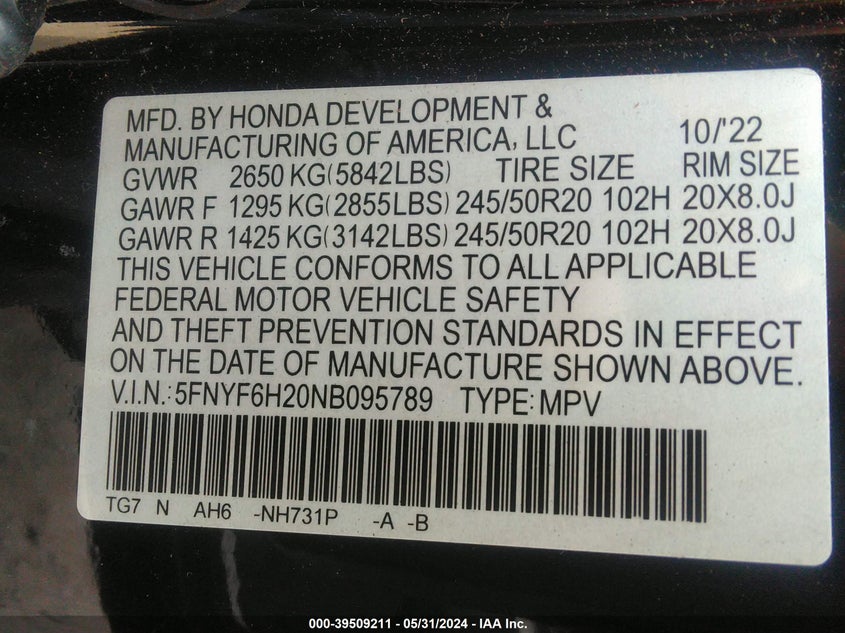 MFD. BY HONDA DEVELOPMENT &
MANUFACTURING OF AMERICA, LLC 10/'22
GVWR 2650 KG(5842LBS) TIRE SIZE RIM SIZE
GAWR F 1295 KG(2855LBS) 245/50R20 102H 20X8.0J
GAWR R 1425 KG(3142LBS) 245/50R20 102H 20X8.0J
THIS VEHICLE CONFORMS TO ALL APPLICABLE
FEDERAL MOTOR VEHICLE SAFETY
AND THEFT PREVENTION STANDARDS IN EFFECT
ON THE DATE OF MANUFACTURE SHOWN ABOVE.
V.I.N.: 5FNYF6H20NB095789 TYPE: MPV
TG7 N AH6 -NH731P -A -B
000-39509211 - 05/31/2024 - IAA Inc.